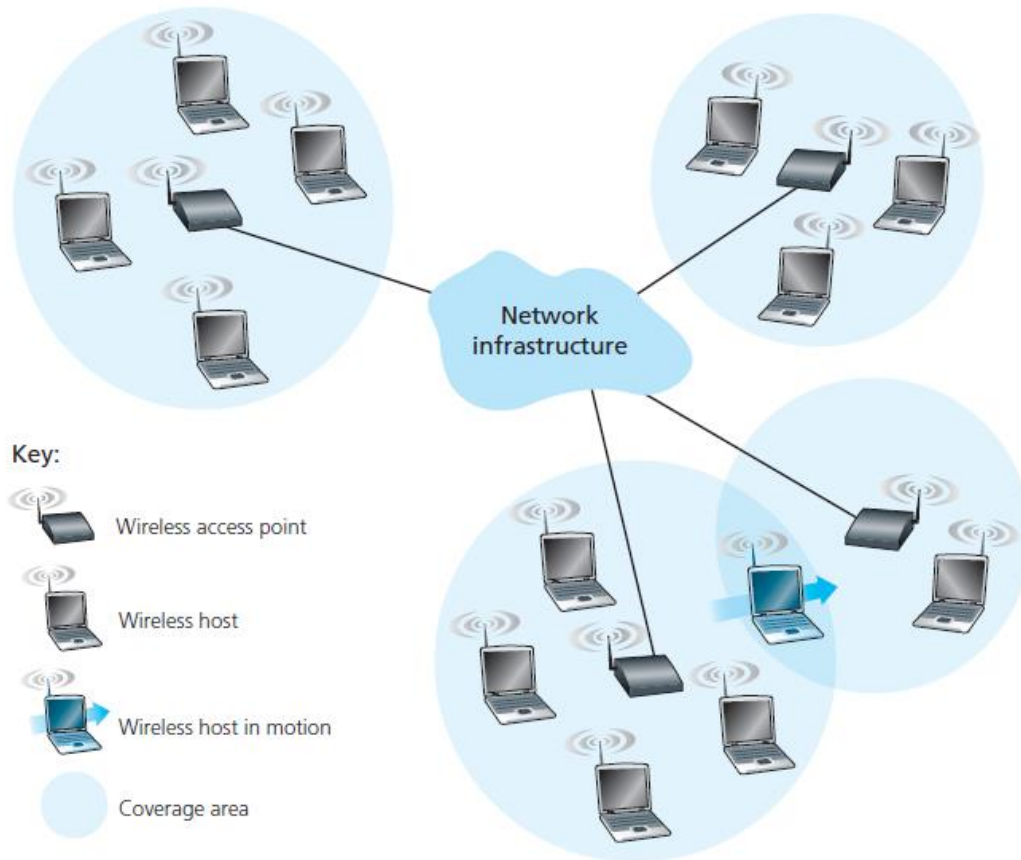 Network
infrastructure
Key:
Wireless access point
Wireless host
Wireless host in motion
Coverage area